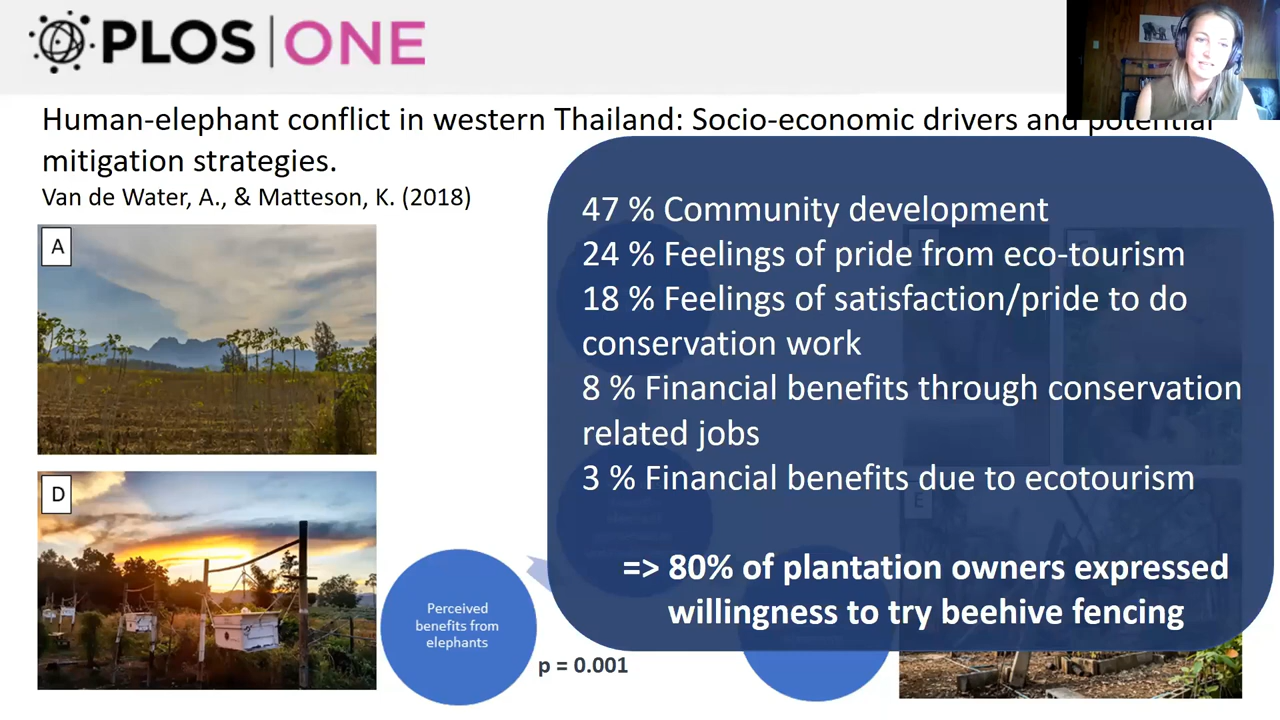 PLOS | ONE
Human-elephant conflict in western Thailand: Socio-economic drivers and potential
mitigation strategies.
Van de Water, A., & Matteson, K. (2018)
A
47 % Community development
24 % Feelings of pride from eco-tourism
18 % Feelings of satisfaction/pride to do
conservation work
8 % Financial benefits through conservation
related jobs
3 % Financial benefits due to ecotourism
=> 80% of plantation owners expressed
willingness to try beehive fencing
D
E
Perceived
benefits from
elephants
p = 0.001